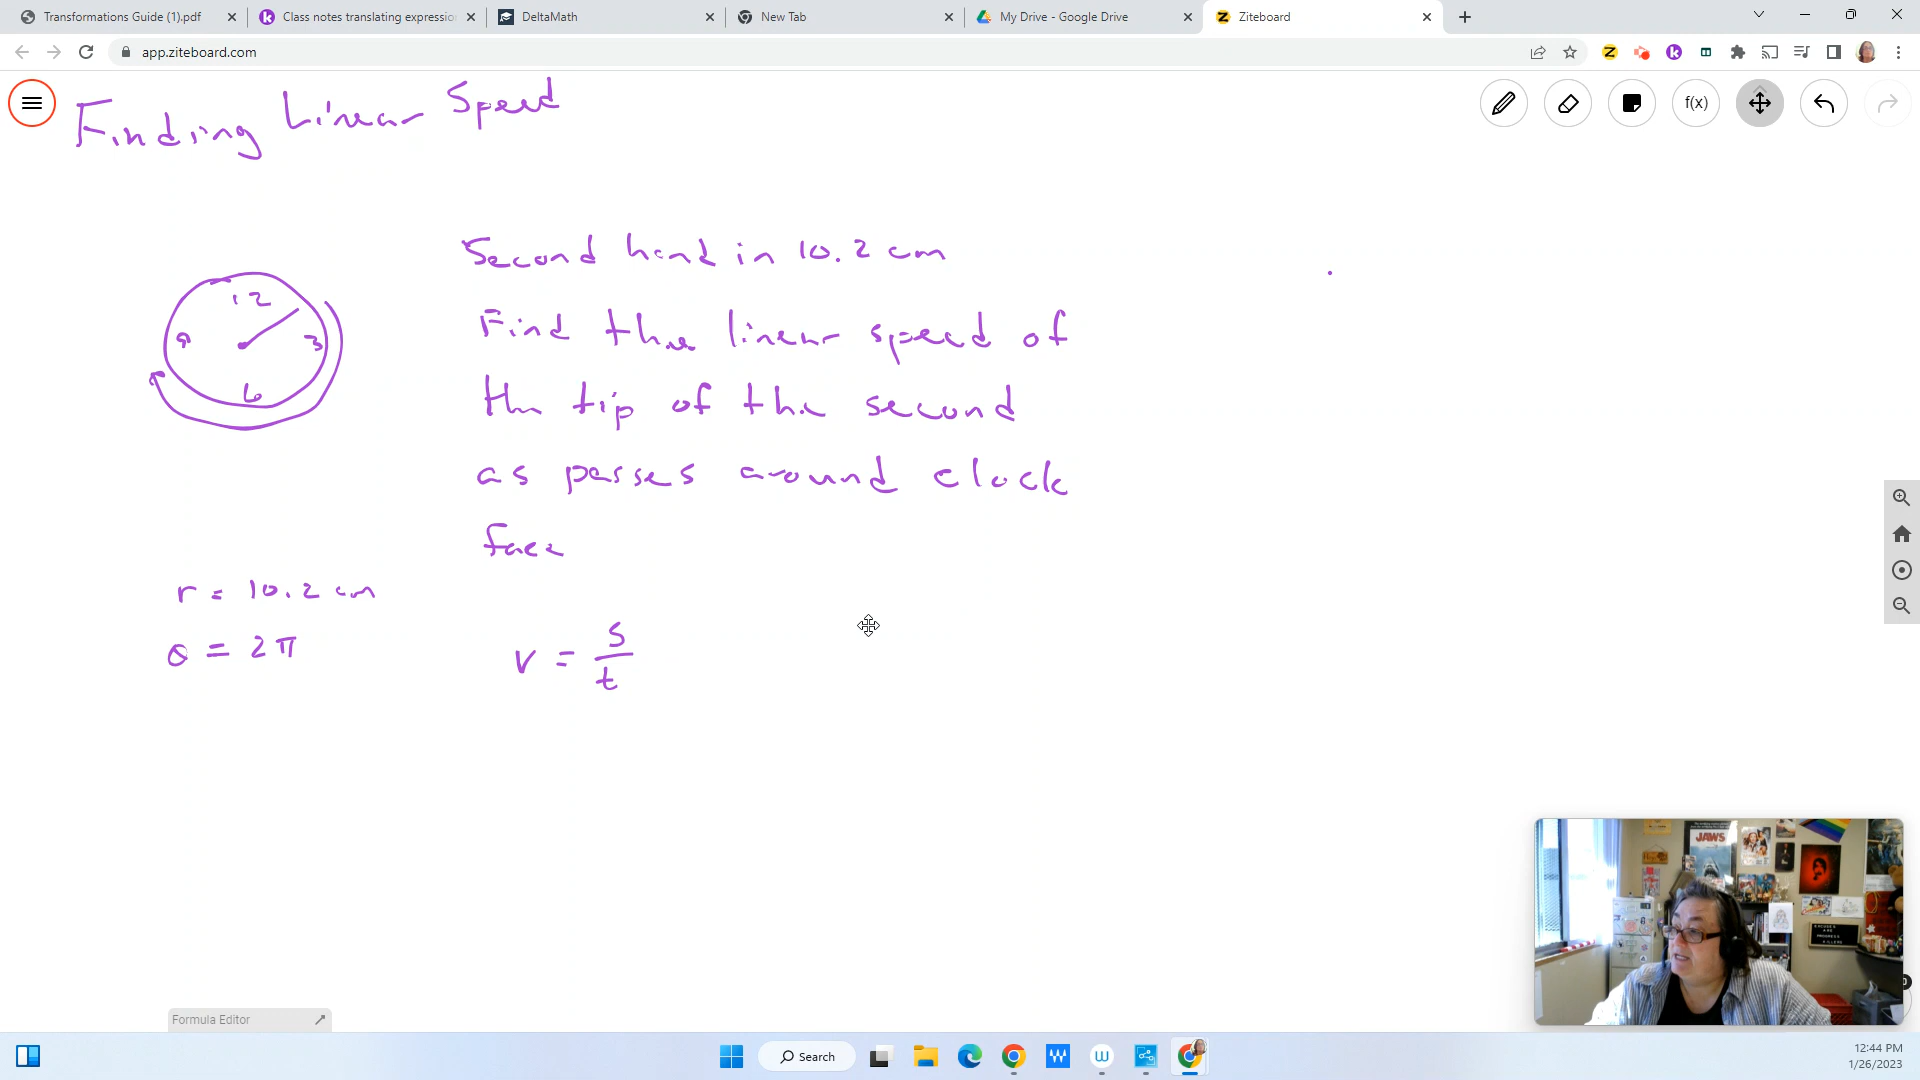 Transformations Guide (1).pdf
Class notes translating expressio
DeltaMath
New Tab
My Drive - Google Drive
Ziteboard
app.ziteboard.com
Finding Linear Speed
f(x)
12
9
3
6
Second hand in 10.2 cm
Find the linear speed of
the tip of the second
as passes around clock
face
r = 10.2 cm
θ = 2π
v = s/t
JAWS
Formula Editor
Search
12:44 PM
1/26/2023